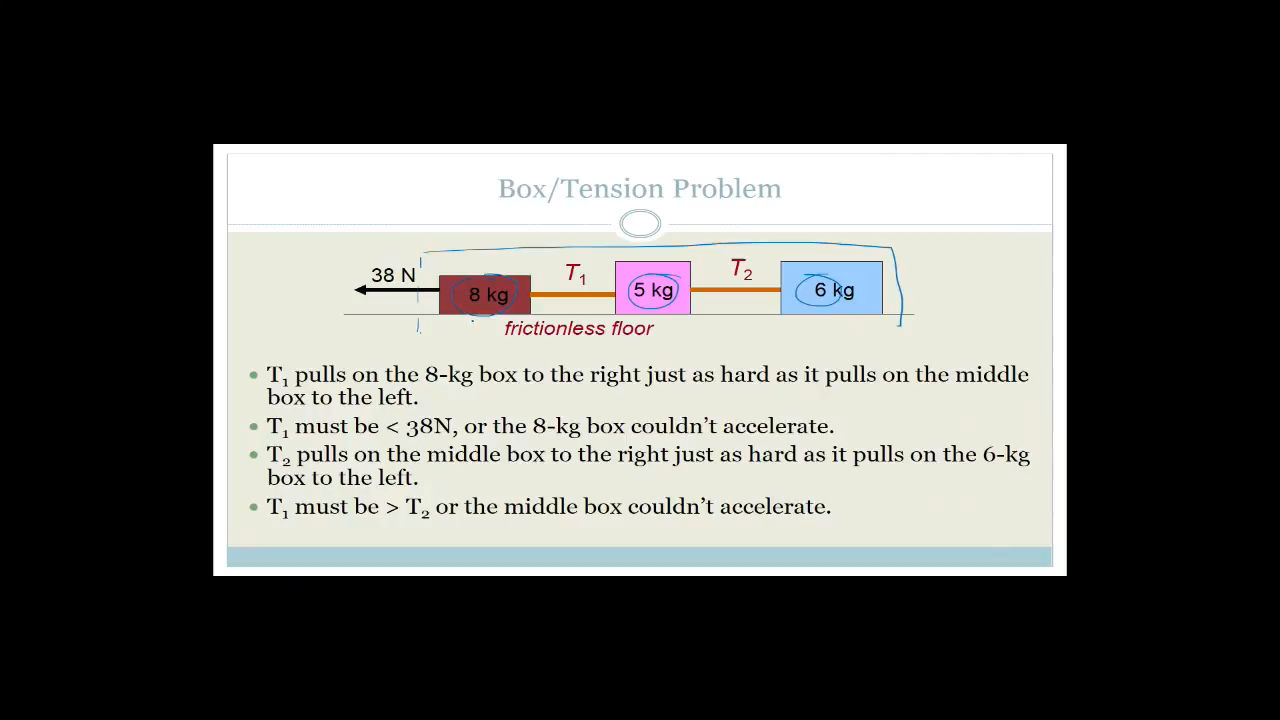 Box/Tension Problem
38 N
8 kg
T₁
5 kg
T₂
6 kg
frictionless floor
• T₁ pulls on the 8-kg box to the right just as hard as it pulls on the middle
box to the left.
• T₁ must be < 38N, or the 8-kg box couldn’t accelerate.
• T₂ pulls on the middle box to the right just as hard as it pulls on the 6-kg
box to the left.
• T₁ must be > T₂ or the middle box couldn’t accelerate.